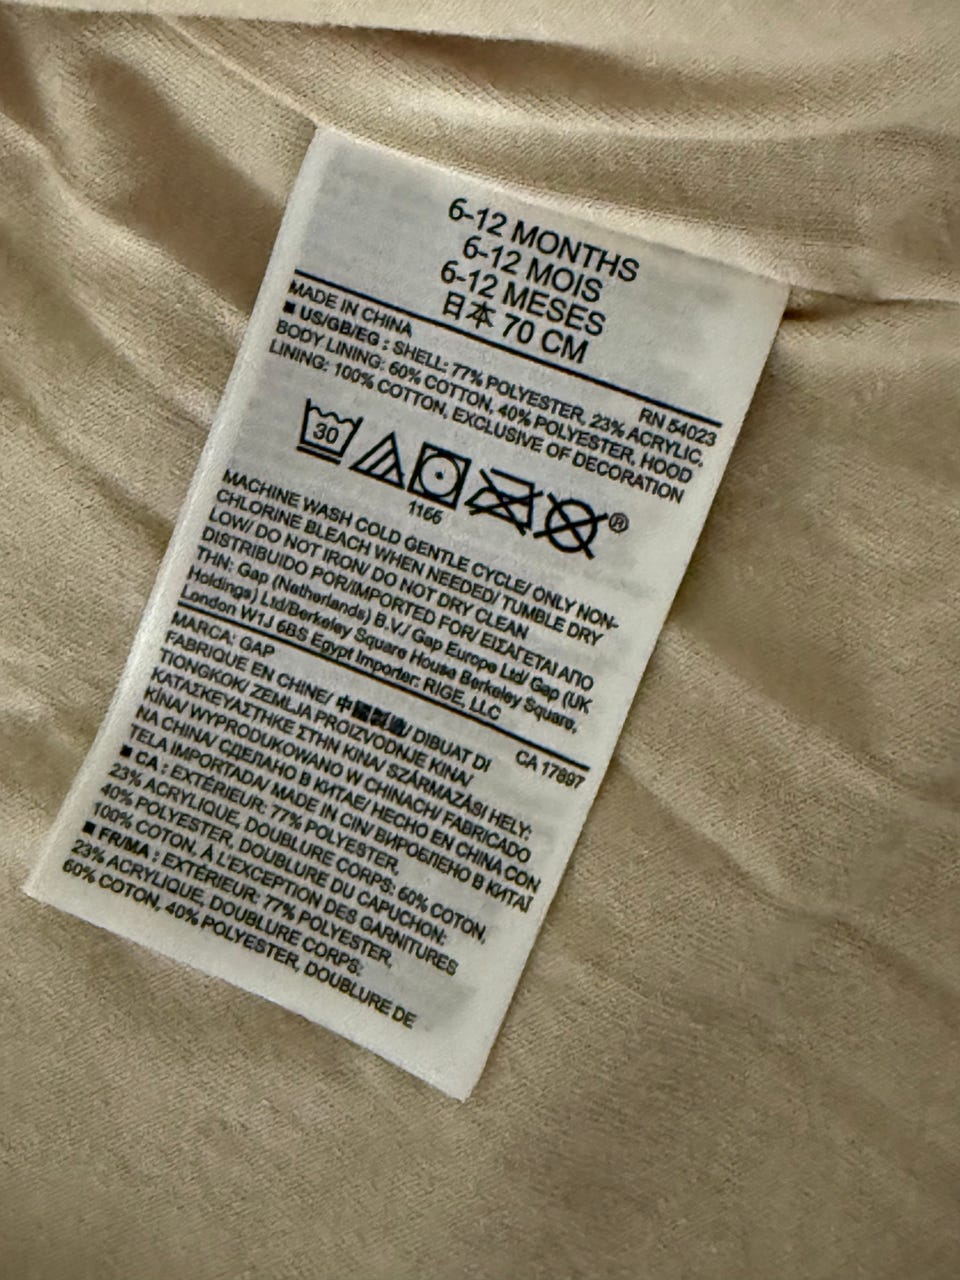 6-12 MONTHS
6-12 MOIS
6-12 MESES
日本 70 CM
MADE IN CHINA RN 54023
■ US/GB/EG : SHELL: 77% POLYESTER, 23% ACRYLIC,
BODY LINING: 60% COTTON, 40% POLYESTER, HOOD
LINING: 100% COTTON, EXCLUSIVE OF DECORATION
30
®
1166
MACHINE WASH COLD GENTLE CYCLE/ ONLY NON-
CHLORINE BLEACH WHEN NEEDED/ TUMBLE DRY
LOW/ DO NOT IRON/ DO NOT DRY CLEAN
DISTRIBUIDO POR/IMPORTED FOR/ ΕΙΣΑΓΕΤΑΙ ΑΠΟ
ΤΗΝ: Gap (Netherlands) B.V./ Gap Europe Ltd/ Gap (UK
Holdings) Ltd/Berkeley Square House Berkeley Square,
London W1J 6BS Egypt Importer: RIGE, LLC
MARCA: GAP CA 17897
FABRIQUE EN CHINE/ 中國製造/ DIBUAT DI
TIONGKOK/ ZEMLJA PROIZVODNJE KINA/
ΚΑΤΑΣΚΕΥΑΣΤΗΚΕ ΣΤΗΝ ΚΙΝΑ/ SZÁRMAZÁSI HELY:
KÍNA/ WYPRODUKOWANO W CHINACH/ FABRICADO
NA CHINA/ СДЕЛАНО В КИТАЕ/ HECHO EN CHINA CON
TELA IMPORTADA/ MADE IN CIN/ ВИРОБЛЕНО В КИТАЇ
■ CA : EXTÉRIEUR: 77% POLYESTER,
23% ACRYLIQUE, DOUBLURE CORPS: 60% COTON,
40% POLYESTER, DOUBLURE DU CAPUCHON:
100% COTON, À L'EXCEPTION DES GARNITURES
■ FR/MA : EXTÉRIEUR: 77% POLYESTER,
23% ACRYLIQUE, DOUBLURE CORPS:
60% COTON, 40% POLYESTER, DOUBLURE DE